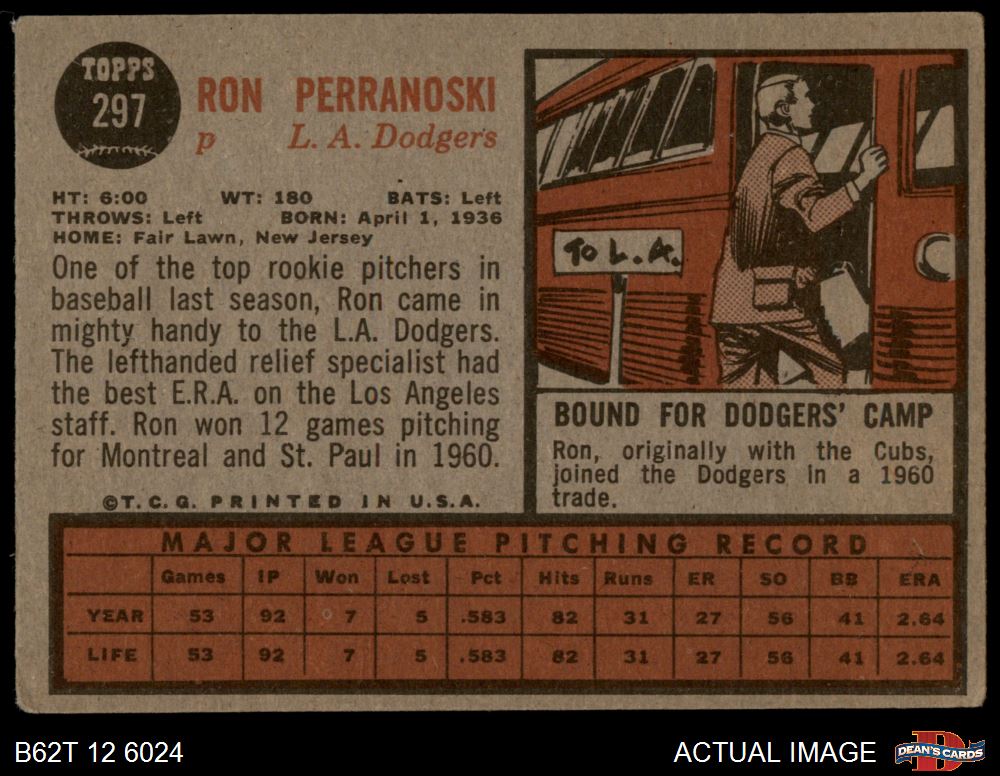 TOPPS
297
RON PERRANOSKI
p L. A. Dodgers
HT: 6:00 WT: 180 BATS: Left
THROWS: Left BORN: April 1, 1936
HOME: Fair Lawn, New Jersey
One of the top rookie pitchers in
baseball last season, Ron came in
mighty handy to the L.A. Dodgers.
The lefthanded relief specialist had
the best E.R.A. on the Los Angeles
staff. Ron won 12 games pitching
for Montreal and St. Paul in 1960.
©T.C.G. PRINTED IN U.S.A.
TO L.A.
BOUND FOR DODGERS' CAMP
Ron, originally with the Cubs,
joined the Dodgers in a 1960
trade.
MAJOR LEAGUE PITCHING RECORD
Games IP Won Lost Pct Hits Runs ER SO BB ERA
YEAR 53 92 7 5 .583 82 31 27 56 41 2.64
LIFE 53 92 7 5 .583 82 31 27 56 41 2.64
B62T 12 6024 ACTUAL IMAGE DEAN'S CARDS